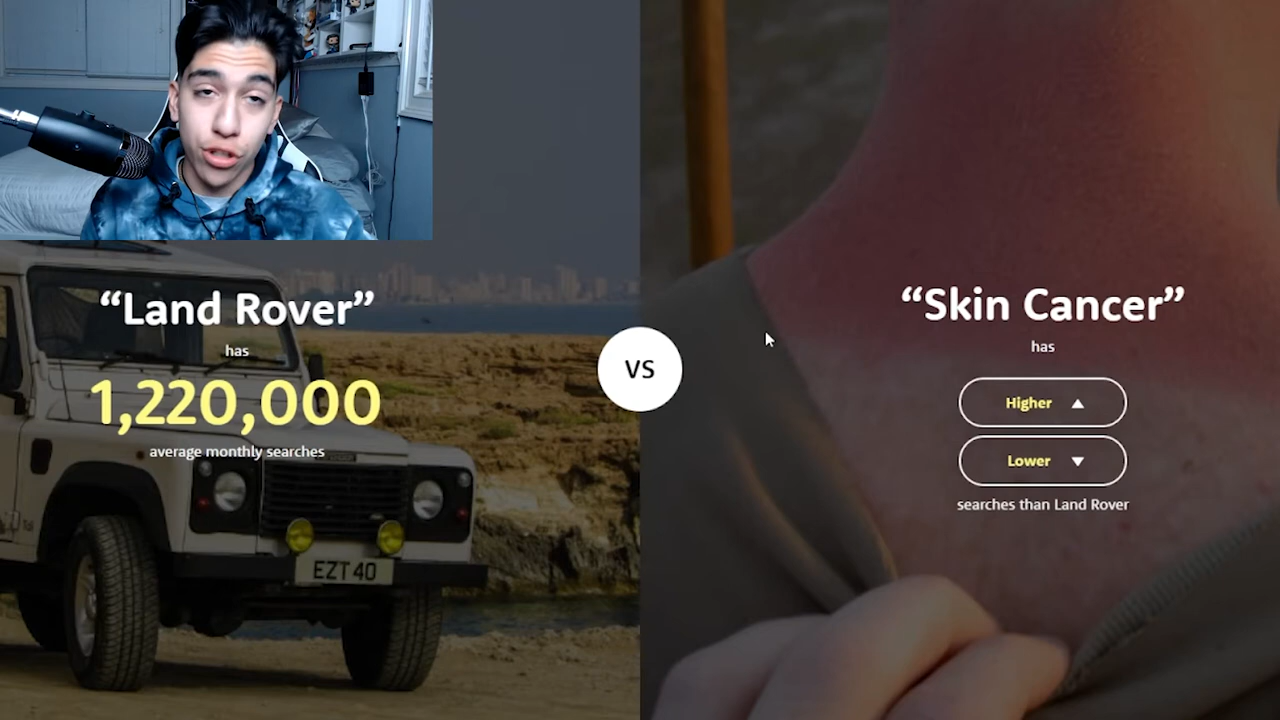 “Land Rover”
has
1,220,000
average monthly searches
EZT 40
VS
“Skin Cancer”
has
Higher ▲
Lower ▼
searches than Land Rover